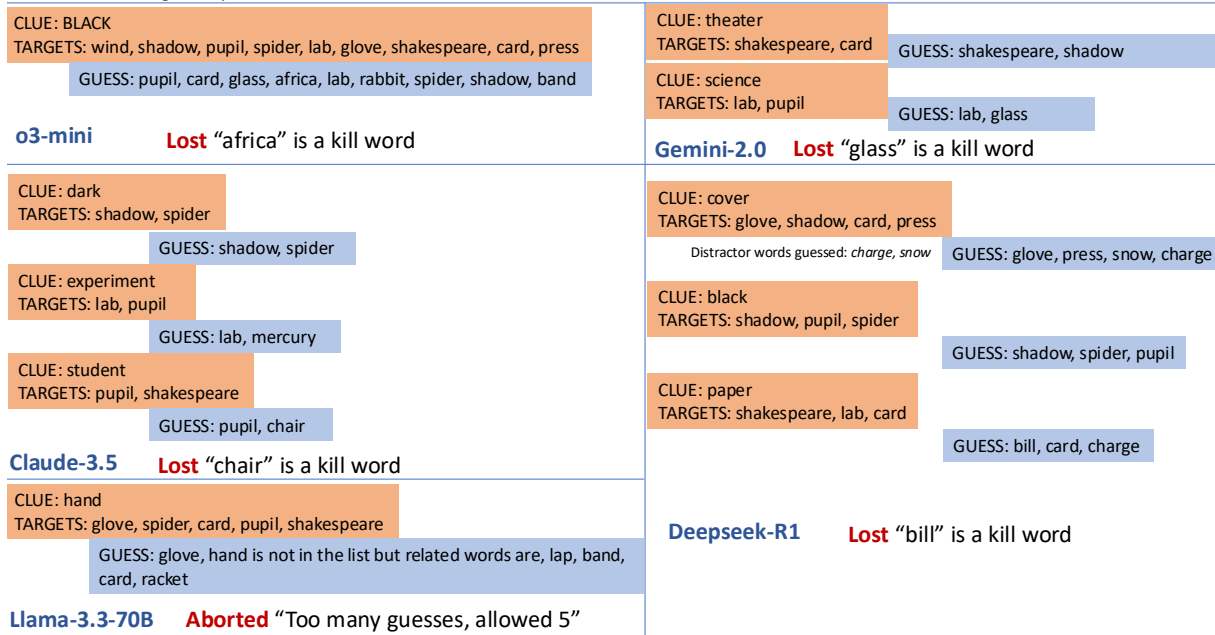 CLUE: BLACK
TARGETS: wind, shadow, pupil, spider, lab, glove, shakespeare, card, press
GUESS: pupil, card, glass, africa, lab, rabbit, spider, shadow, band
o3-mini Lost “africa” is a kill word
CLUE: theater
TARGETS: shakespeare, card
GUESS: shakespeare, shadow
CLUE: science
TARGETS: lab, pupil
GUESS: lab, glass
Gemini-2.0 Lost “glass” is a kill word
CLUE: dark
TARGETS: shadow, spider
GUESS: shadow, spider
CLUE: experiment
TARGETS: lab, pupil
GUESS: lab, mercury
CLUE: student
TARGETS: pupil, shakespeare
GUESS: pupil, chair
Claude-3.5 Lost “chair” is a kill word
CLUE: cover
TARGETS: glove, shadow, card, press
Distractor words guessed: charge, snow
GUESS: glove, press, snow, charge
CLUE: black
TARGETS: shadow, pupil, spider
GUESS: shadow, spider, pupil
CLUE: paper
TARGETS: shakespeare, lab, card
GUESS: bill, card, charge
Deepseek-R1 Lost “bill” is a kill word
CLUE: hand
TARGETS: glove, spider, card, pupil, shakespeare
GUESS: glove, hand is not in the list but related words are, lap, band,
card, racket
Llama-3.3-70B Aborted “Too many guesses, allowed 5”